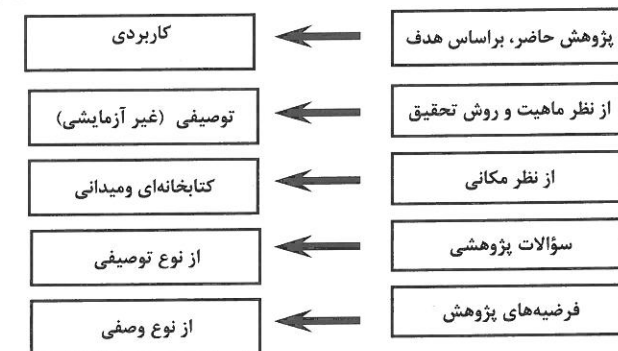 پژوهش حاضر، براساس هدف
کاربردی
از نظر ماهیت و روش تحقیق
توصیفی (غیر آزمایشی)
از نظر مکانی
کتابخانه‌ای ومیدانی
سؤالات پژوهشی
از نوع توصیفی
فرضیه‌های پژوهش
از نوع وصفی